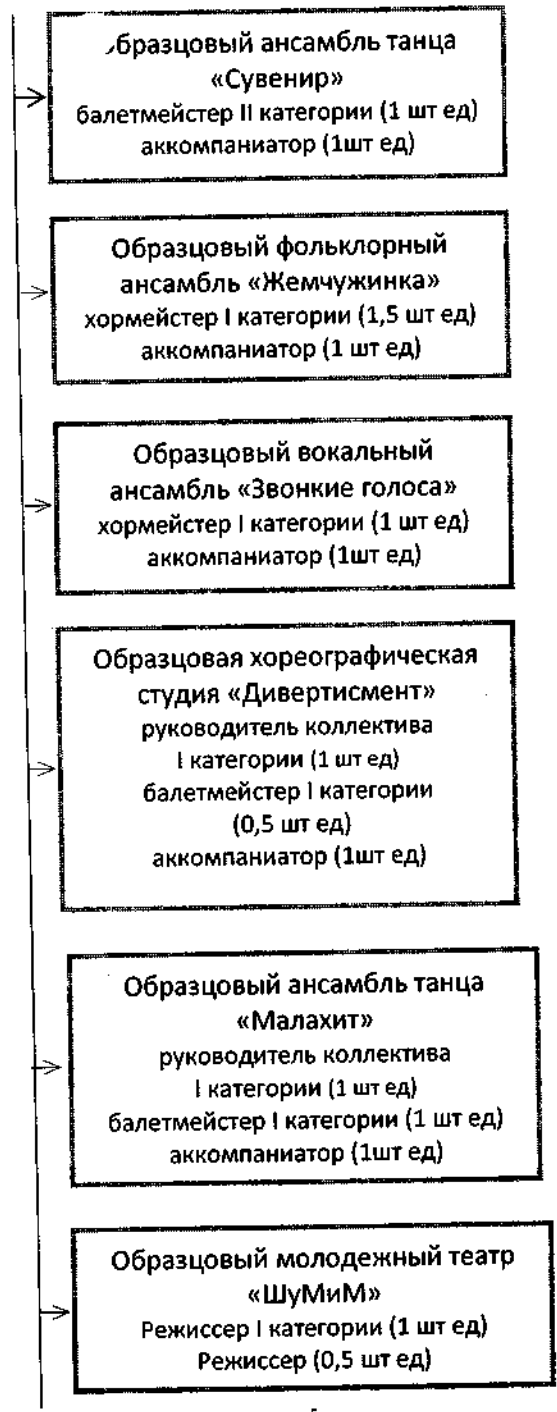 Образцовый ансамбль танца
«Сувенир»
балетмейстер II категории (1 шт ед)
аккомпаниатор (1шт ед)
Образцовый фольклорный
ансамбль «Жемчужинка»
хормейстер I категории (1,5 шт ед)
аккомпаниатор (1 шт ед)
Образцовый вокальный
ансамбль «Звонкие голоса»
хормейстер I категории (1 шт ед)
аккомпаниатор (1шт ед)
Образцовая хореографическая
студия «Дивертисмент»
руководитель коллектива
I категории (1 шт ед)
балетмейстер I категории
(0,5 шт ед)
аккомпаниатор (1шт ед)
Образцовый ансамбль танца
«Малахит»
руководитель коллектива
I категории (1 шт ед)
балетмейстер I категории (1 шт ед)
аккомпаниатор (1шт ед)
Образцовый молодежный театр
«ШуМиМ»
Режиссер I категории (1 шт ед)
Режиссер (0,5 шт ед)